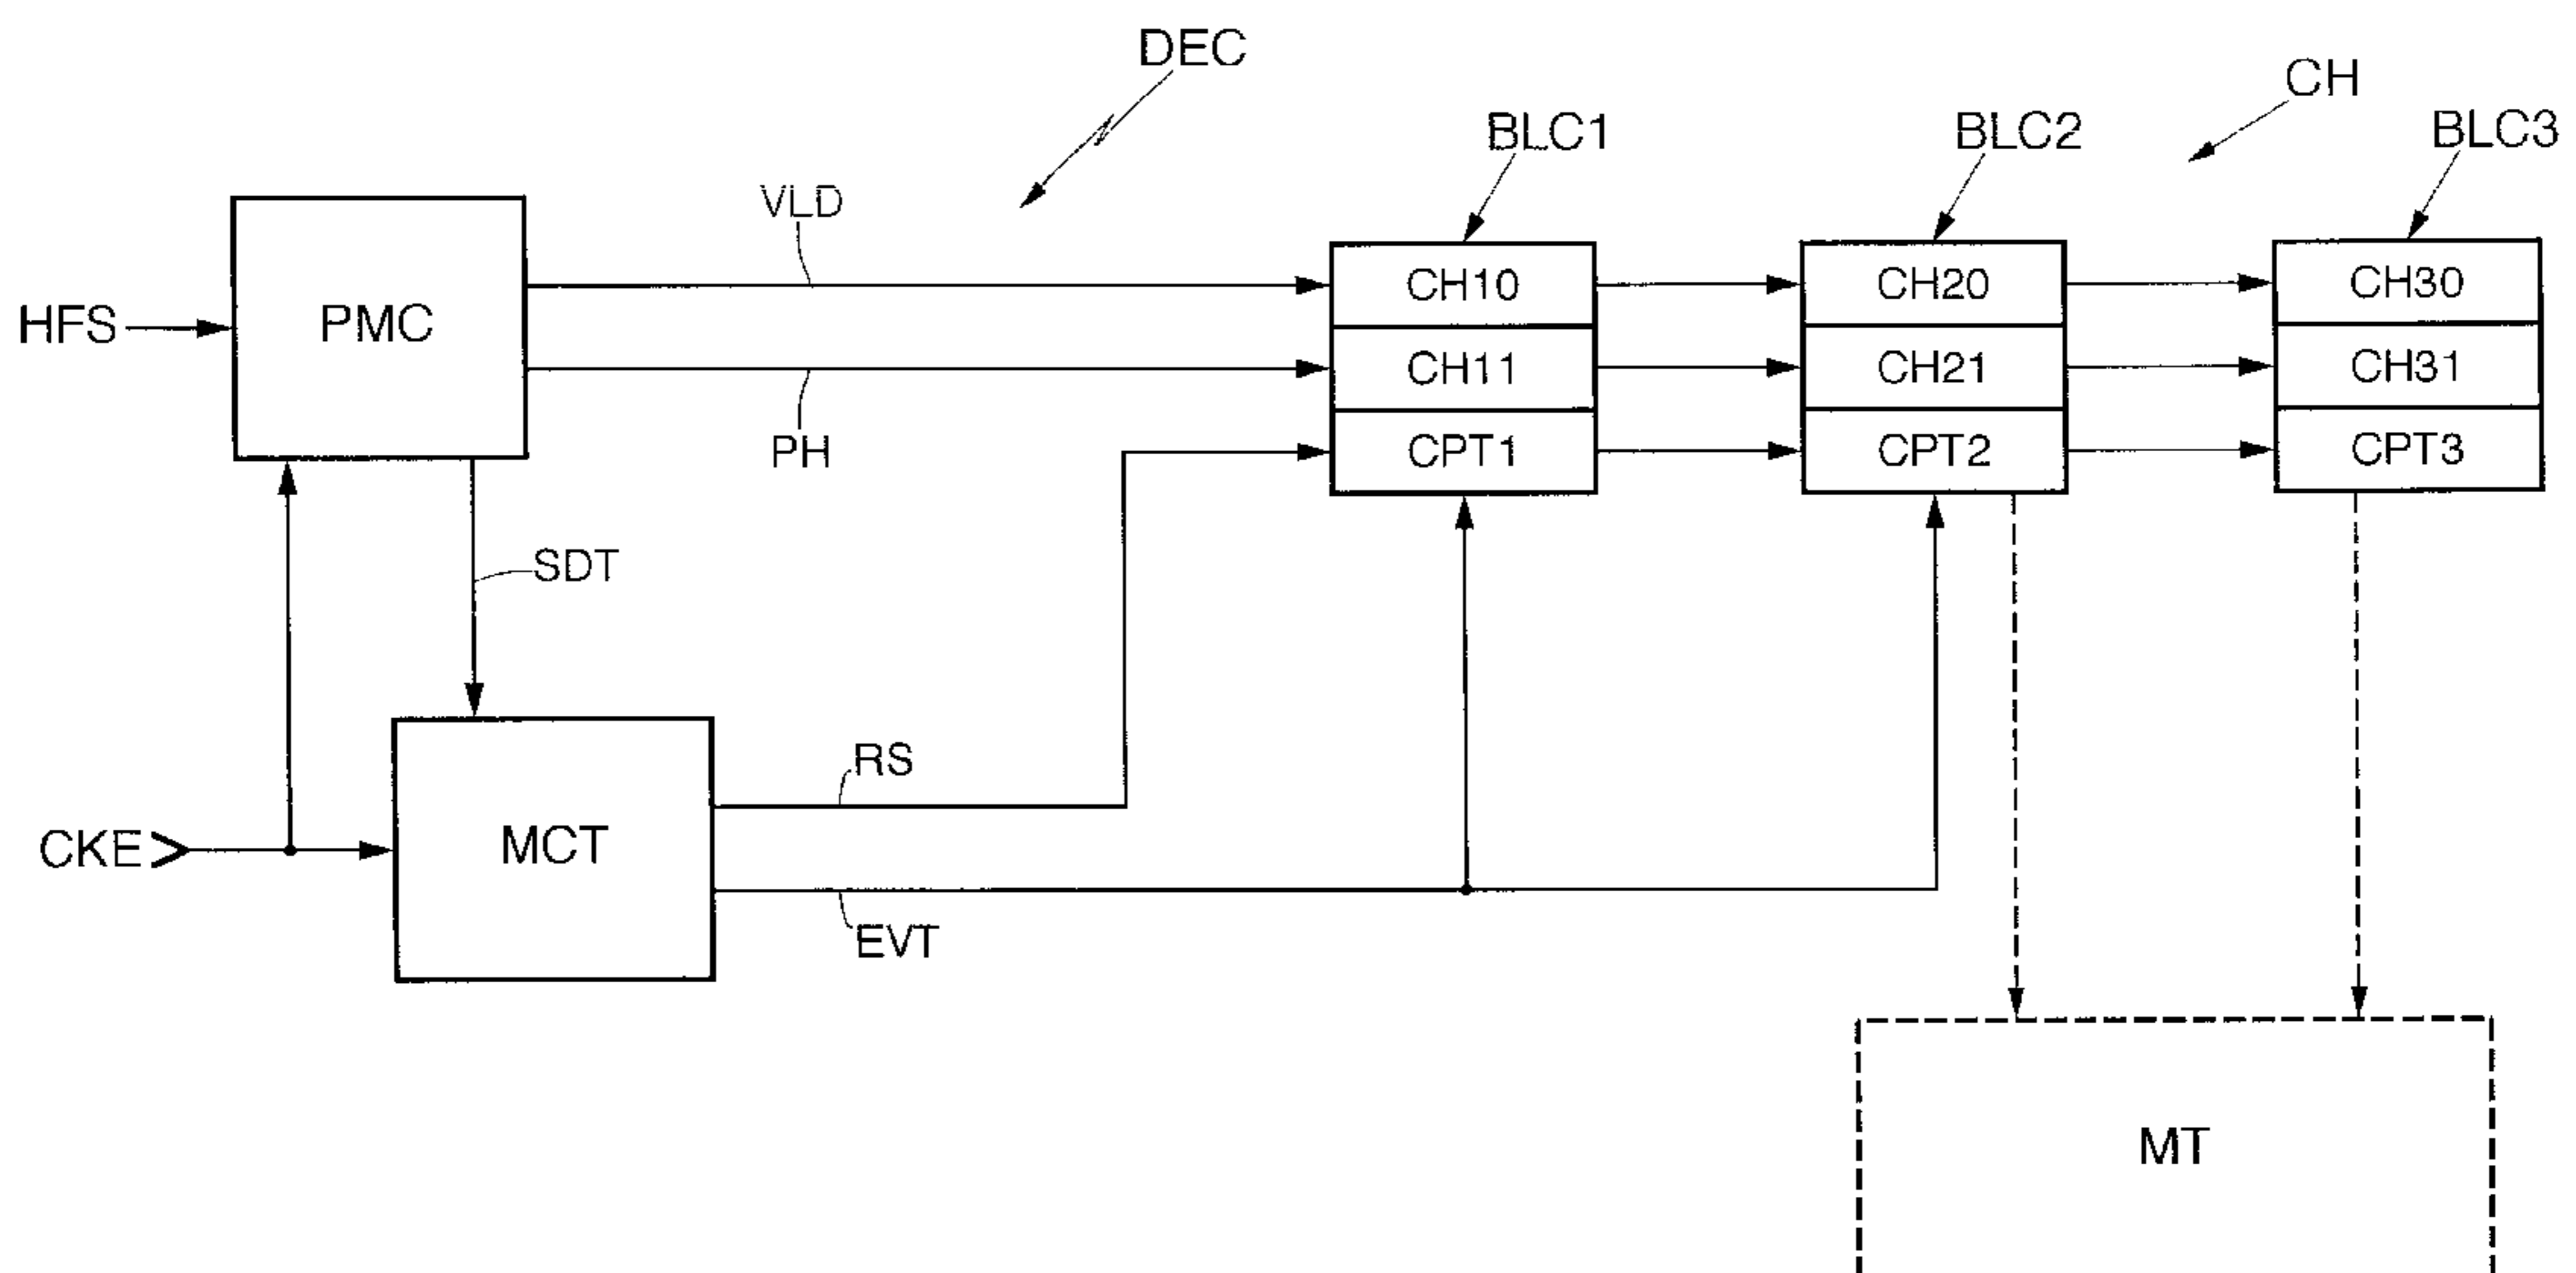 DEC
CH
BLC1
BLC2
BLC3
VLD
HFS
PMC
CH10
CH20
CH30
CH11
CH21
CH31
PH
CPT1
CPT2
CPT3
SDT
RS
CKE
MCT
EVT
MT